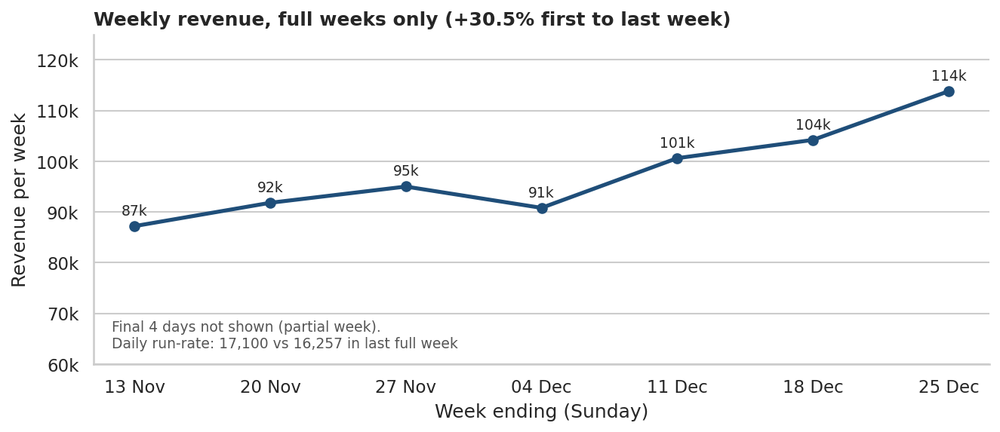 Weekly revenue, full weeks only (+30.5% first to last week)
Revenue per week
120k
110k
100k
90k
80k
70k
60k
87k
92k
95k
91k
101k
104k
114k
Final 4 days not shown (partial week).
Daily run-rate: 17,100 vs 16,257 in last full week
13 Nov
20 Nov
27 Nov
04 Dec
11 Dec
18 Dec
25 Dec
Week ending (Sunday)